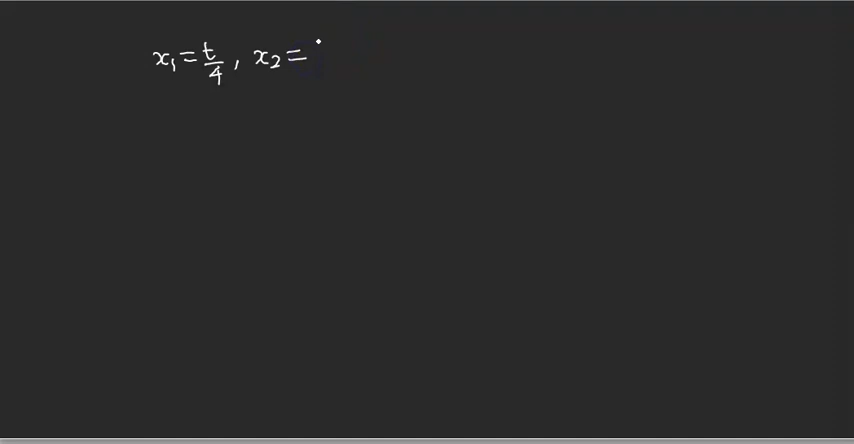 x₁ = t/4, x₂ =